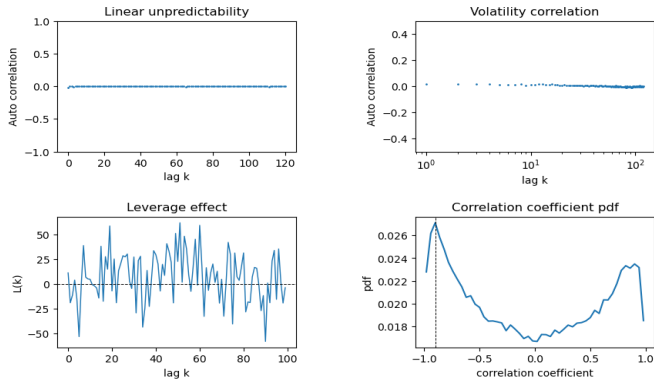 Linear unpredictability
Auto correlation
1.0
0.5
0.0
−0.5
−1.0
0 20 40 60 80 100 120
lag k
Volatility correlation
Auto correlation
0.4
0.2
0.0
−0.2
−0.4
10⁰ 10¹ 10²
lag k
Leverage effect
L(k)
50
25
0
−25
−50
0 20 40 60 80 100
lag k
Correlation coefficient pdf
pdf
0.026
0.024
0.022
0.020
0.018
−1.0 −0.5 0.0 0.5 1.0
correlation coefficient